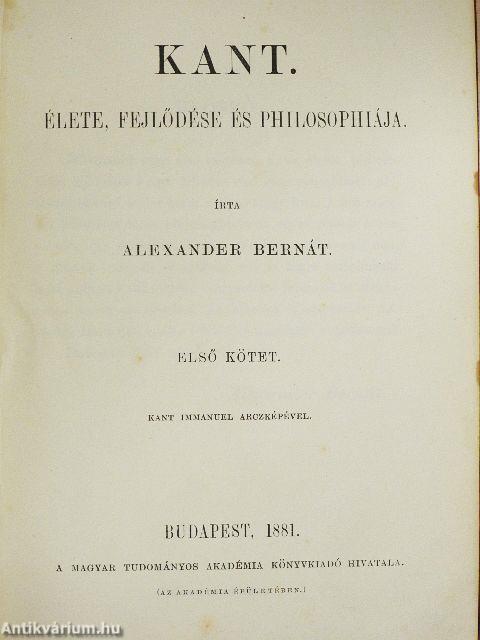 KANT.
ÉLETE, FEJLŐDÉSE ÉS PHILOSOPHIÁJA.
ÍRTA
ALEXANDER BERNÁT.
ELSŐ KÖTET.
KANT IMMANUEL ARCZKÉPÉVEL.
BUDAPEST, 1881.
A MAGYAR TUDOMÁNYOS AKADÉMIA KÖNYVKIADÓ HIVATALA.
(AZ AKADÉMIA ÉPÜLETÉBEN.)
Antikvárium.hu